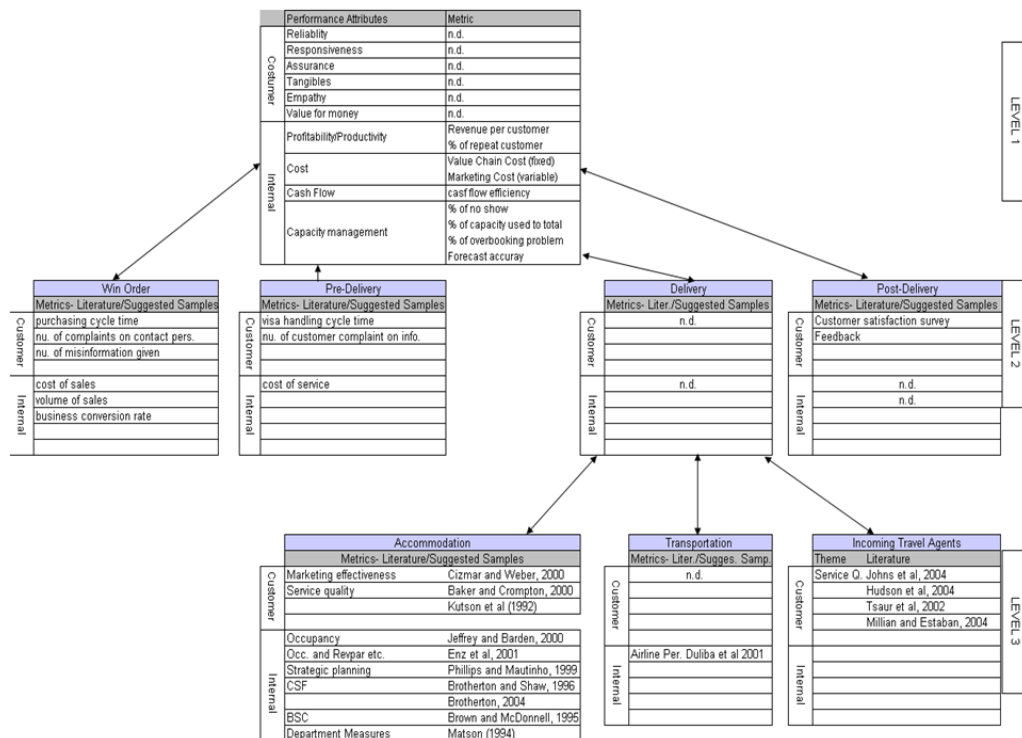 Performance Attributes Metric
Costumer
Reliablity n.d.
Responsiveness n.d.
Assurance n.d.
Tangibles n.d.
Empathy n.d.
Value for money n.d.
Internal
Profitability/Productivity Revenue per customer
% of repeat customer
Cost Value Chain Cost (fixed)
Marketing Cost (variable)
Cash Flow casf flow efficiency
Capacity management % of no show
% of capacity used to total
% of overbooking problem
Forecast accuray
LEVEL 1
Win Order
Metrics- Literature/Suggested Samples
Customer
purchasing cycle time
nu. of complaints on contact pers.
nu. of misinformation given
Internal
cost of sales
volume of sales
business conversion rate
Pre-Delivery
Metrics- Literature/Suggested Samples
Customer
visa handling cycle time
nu. of customer complaint on info.
Internal
cost of service
Delivery
Metrics- Liter./Suggested Samples
Customer
n.d.
Internal
n.d.
Post-Delivery
Metrics- Literature/Suggested Samples
Customer
Customer satisfaction survey
Feedback
Internal
n.d.
n.d.
LEVEL 2
Accommodation
Metrics- Literature/Suggested Samples
Customer
Marketing effectiveness Cizmar and Weber, 2000
Service quality Baker and Crompton, 2000
Kutson et al (1992)
Internal
Occupancy Jeffrey and Barden, 2000
Occ. and Revpar etc. Enz et al, 2001
Strategic planning Phillips and Mautinho, 1999
CSF Brotherton and Shaw, 1996
Brotherton, 2004
BSC Brown and McDonnell, 1995
Department Measures Matson (1994)
Transportation
Metrics- Liter./Sugges. Samp.
Customer
n.d.
Internal
Airline Per. Duliba et al 2001
Incoming Travel Agents
Theme Literature
Customer
Service Q. Johns et al, 2004
Hudson et al, 2004
Tsaur et al, 2002
Millian and Estaban, 2004
Internal
LEVEL 3